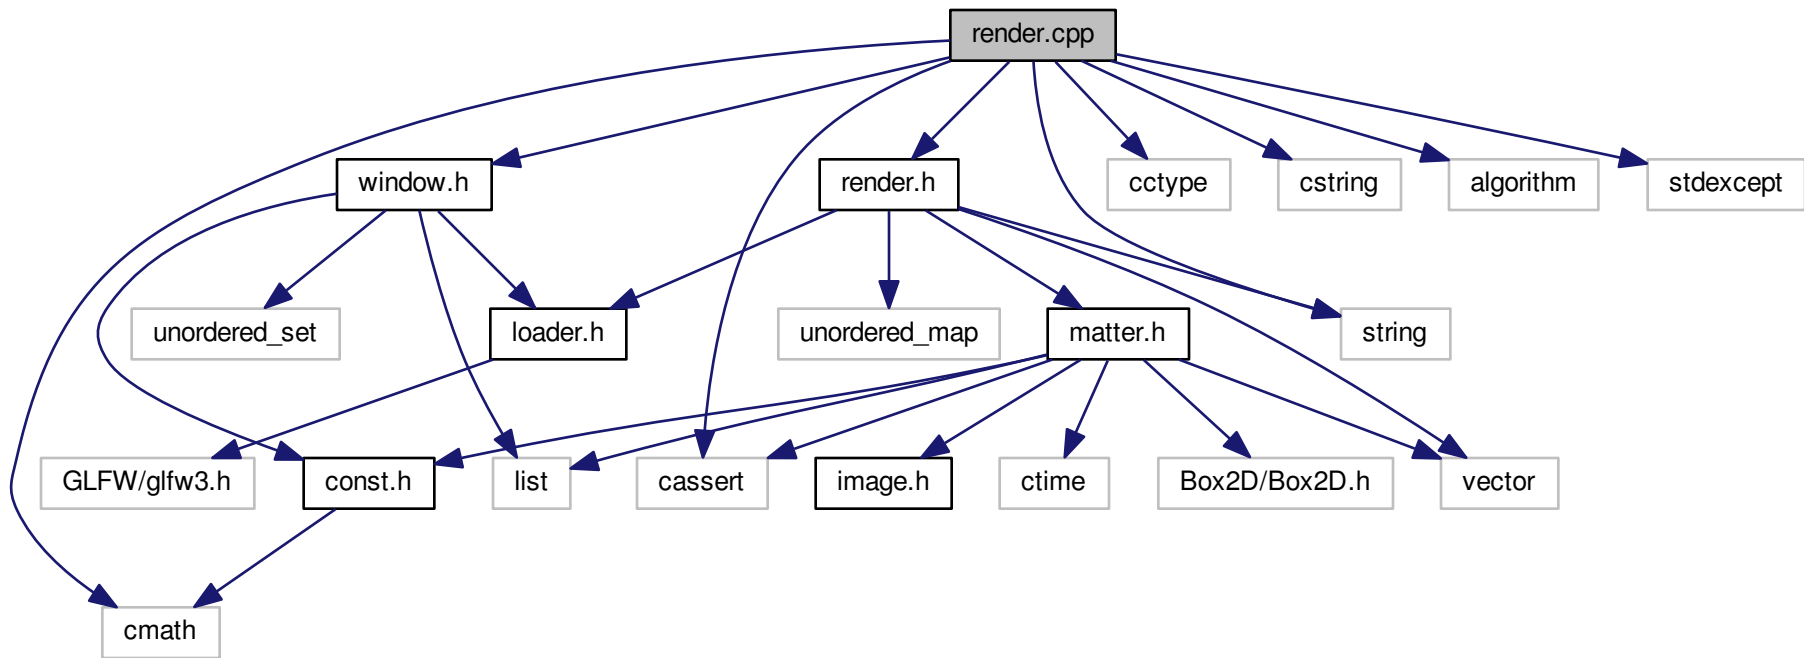 render.cpp
window.h
render.h
cctype
cstring
algorithm
stdexcept
unordered_set
loader.h
unordered_map
matter.h
string
GLFW/glfw3.h
const.h
list
cassert
image.h
ctime
Box2D/Box2D.h
vector
cmath